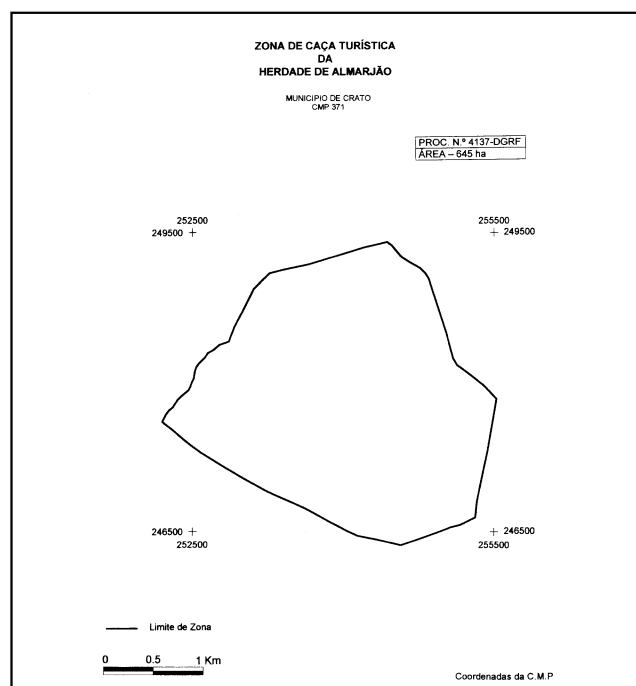 ZONA DE CAÇA TURÍSTICA
DA
HERDADE DE ALMARJÃO
MUNICIPIO DE CRATO
CMP 371
PROC. N.º 4137-DGRF
ÁREA – 645 ha
252500
249500
255500
249500
246500
252500
246500
255500
Limite de Zona
0 0.5 1 Km
Coordenadas da C.M.P